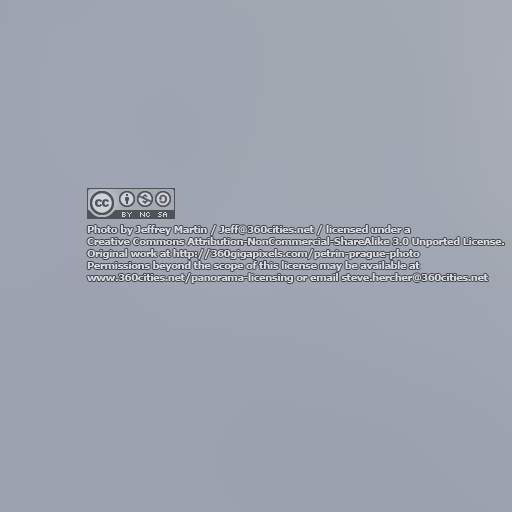 cc
BY NC SA
Photo by Jeffrey Martin / Jeff@360cities.net / licensed under a
Creative Commons Attribution-NonCommercial-ShareAlike 3.0 Unported License.
Original work at http://360gigapixels.com/petrin-prague-photo
Permissions beyond the scope of this license may be available at
www.360cities.net/panorama-licensing or email steve.hercher@360cities.net